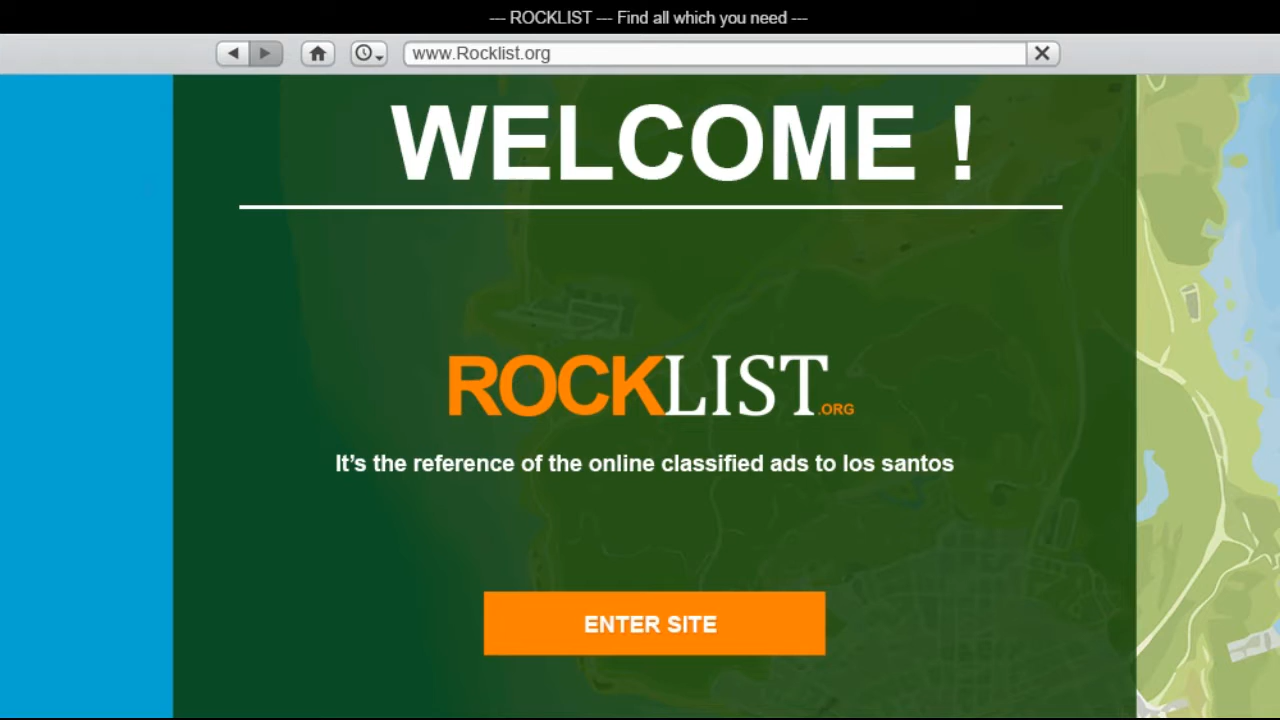 --- ROCKLIST --- Find all which you need ---
www.Rocklist.org
WELCOME !
ROCKLIST.ORG
It’s the reference of the online classified ads to los santos
ENTER SITE